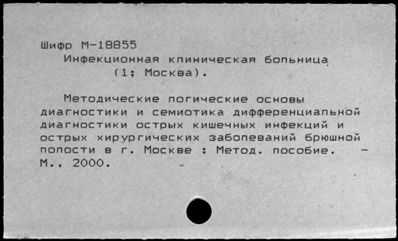 Шифр М-18855
Инфекционная клиническая больница
(1; Москва).
Методические логические основы
диагностики и семиотика дифференциальной
диагностики острых кишечных инфекций и
острых хирургических заболеваний брюшной
полости в г. Москве : Метод. пособие. -
М., 2000.